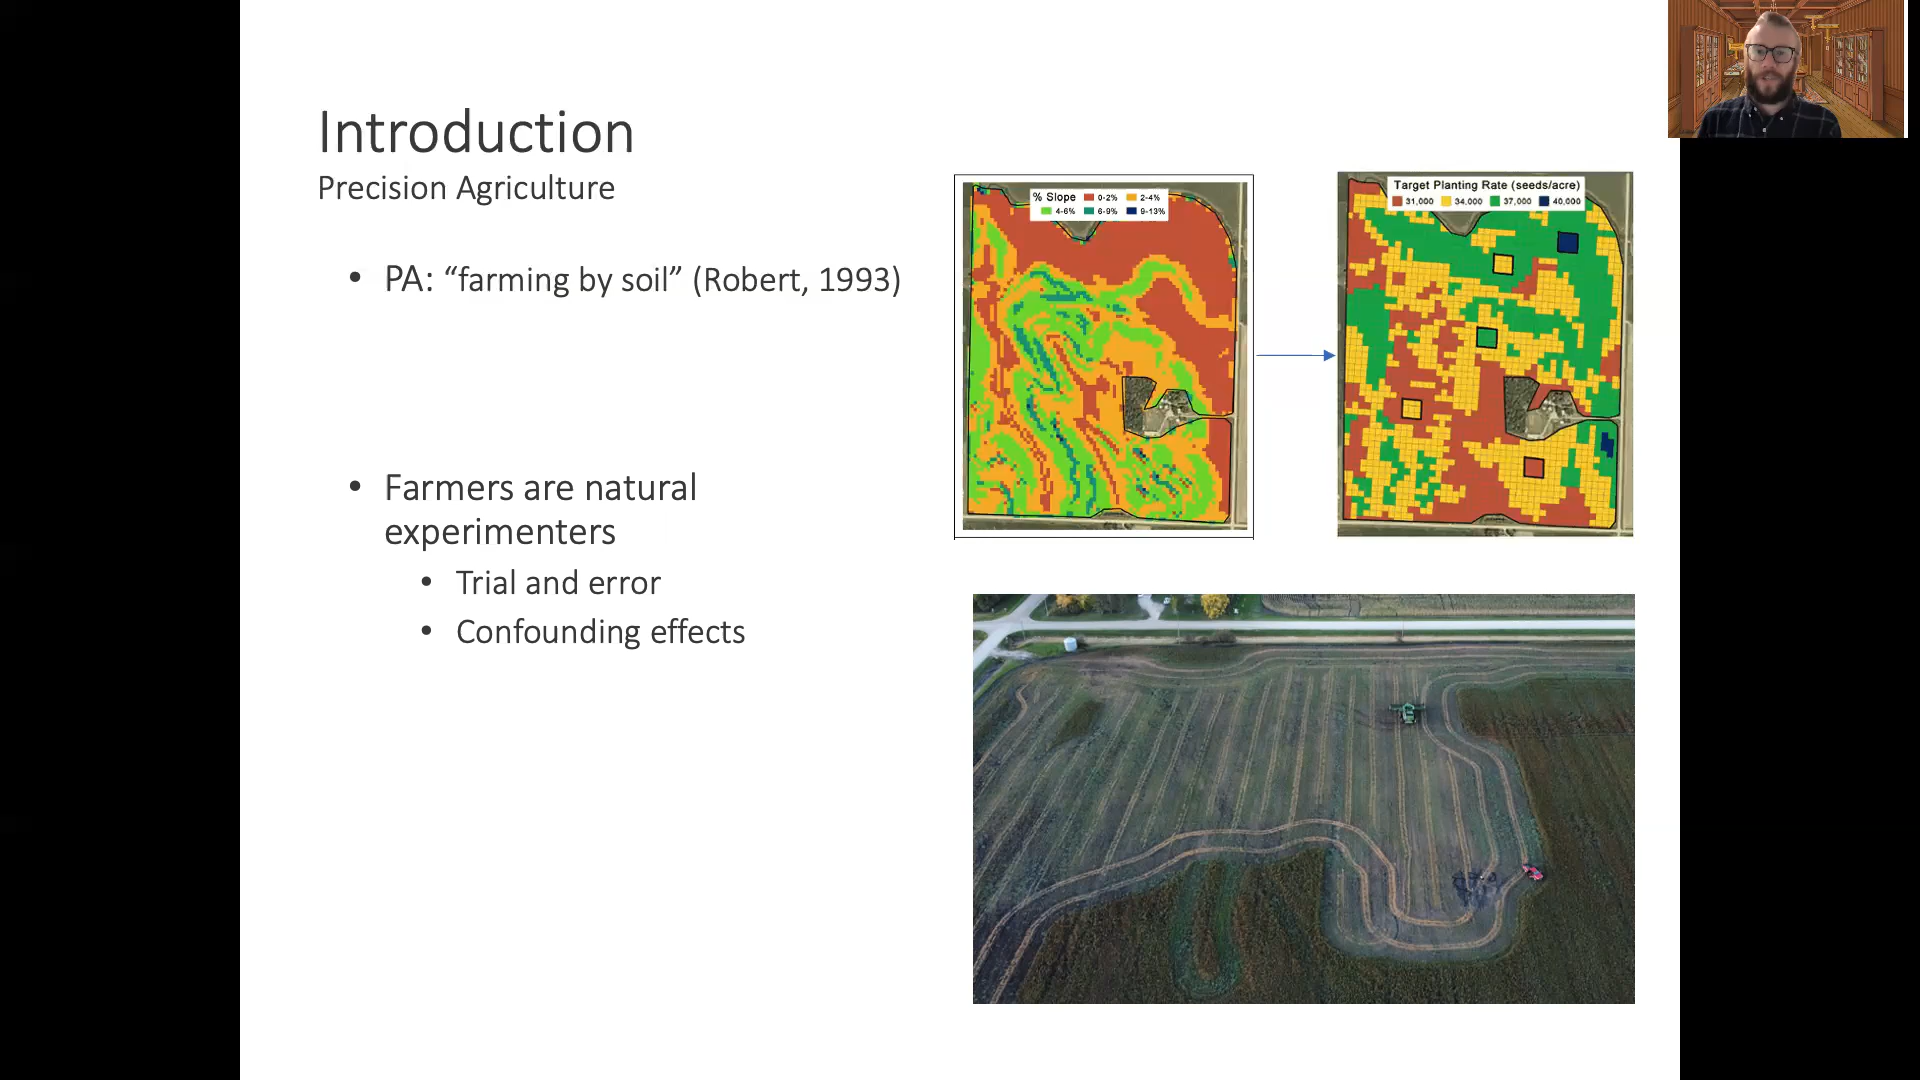 Introduction
Precision Agriculture
• PA: “farming by soil” (Robert, 1993)
• Farmers are natural
experimenters
• Trial and error
• Confounding effects
% Slope 0-2% 2-4%
4-6% 6-9% 9-13%
Target Planting Rate (seeds/acre)
31,000 34,000 37,000 40,000